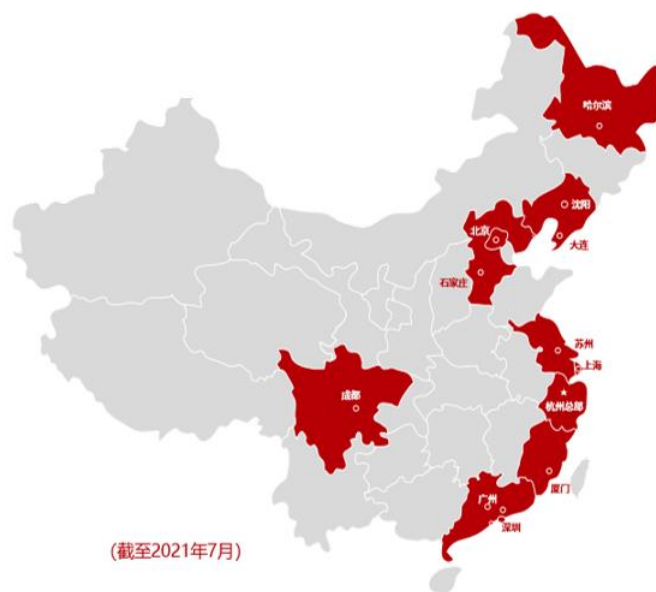 哈尔滨
沈阳
北京
大连
石家庄
苏州
上海
成都
杭州总部
厦门
广州
深圳
(截至2021年7月)